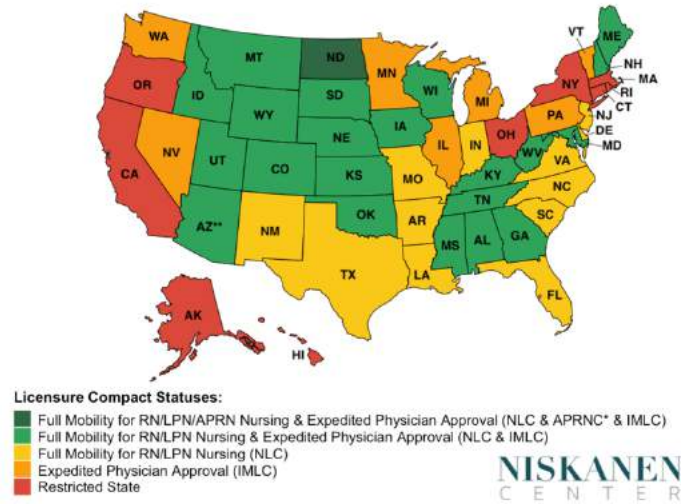 WA
MT
ND
MN
VT
ME
OR
ID
SD
WI
MI
NY
NH
MA
RI
CT
WY
NE
IA
PA
NJ
DE
MD
NV
UT
CO
KS
IL
IN
OH
WV
VA
CA
MO
KY
NC
AZ**
NM
OK
AR
TN
SC
TX
LA
MS
AL
GA
FL
AK
HI
Licensure Compact Statuses:
Full Mobility for RN/LPN/APRN Nursing & Expedited Physician Approval (NLC & APRNC* & IMLC)
Full Mobility for RN/LPN Nursing & Expedited Physician Approval (NLC & IMLC)
Full Mobility for RN/LPN Nursing (NLC)
Expedited Physician Approval (IMLC)
Restricted State
NISKANEN
CENTER